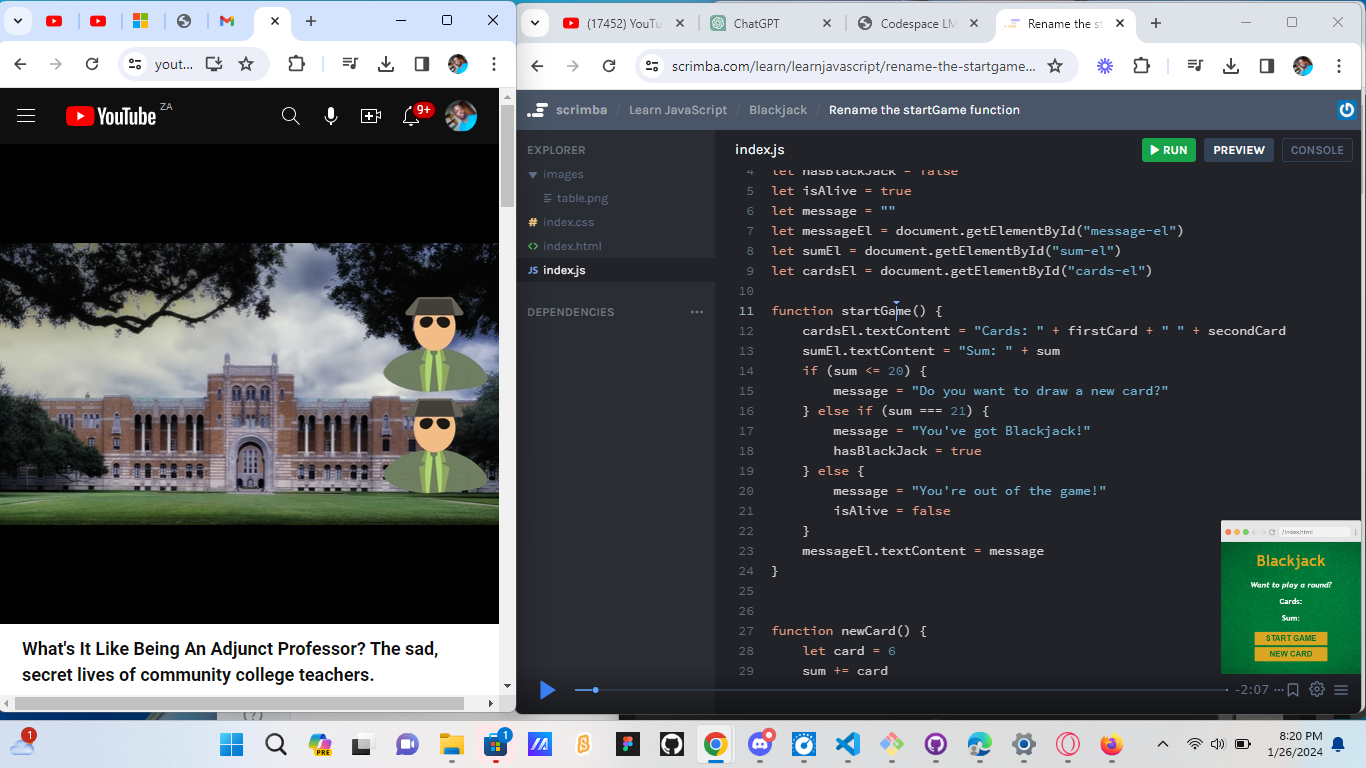 yout...
YouTube ZA
9+
What's It Like Being An Adjunct Professor? The sad,
secret lives of community college teachers.
(17452) YouTu
ChatGPT
Codespace LM
Rename the st
scrimba.com/learn/learnjavascript/rename-the-startgame...
scrimba / Learn JavaScript / Blackjack / Rename the startGame function
EXPLORER
images
table.png
# index.css
<> index.html
JS index.js
DEPENDENCIES
index.js
RUN
PREVIEW
CONSOLE
4 let hasBlackJack = false
5 let isAlive = true
6 let message = ""
7 let messageEl = document.getElementById("message-el")
8 let sumEl = document.getElementById("sum-el")
9 let cardsEl = document.getElementById("cards-el")
10
11 function startGame() {
12 cardsEl.textContent = "Cards: " + firstCard + " " + secondCard
13 sumEl.textContent = "Sum: " + sum
14 if (sum <= 20) {
15 message = "Do you want to draw a new card?"
16 } else if (sum === 21) {
17 message = "You've got Blackjack!"
18 hasBlackJack = true
19 } else {
20 message = "You're out of the game!"
21 isAlive = false
22 }
23 messageEl.textContent = message
24 }
25
26
27 function newCard() {
28 let card = 6
29 sum += card
/index.html
Blackjack
Want to play a round?
Cards:
Sum:
START GAME
NEW CARD
-2:07
1
PRE
1
8:20 PM
1/26/2024